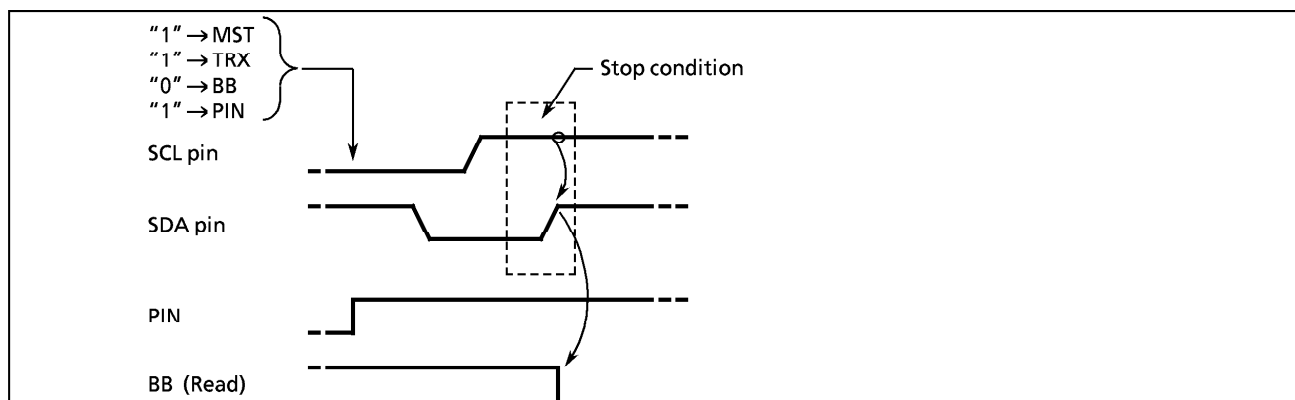 "1" → MST
"1" → TRX
"0" → BB
"1" → PIN
Stop condition
SCL pin
SDA pin
PIN
BB (Read)